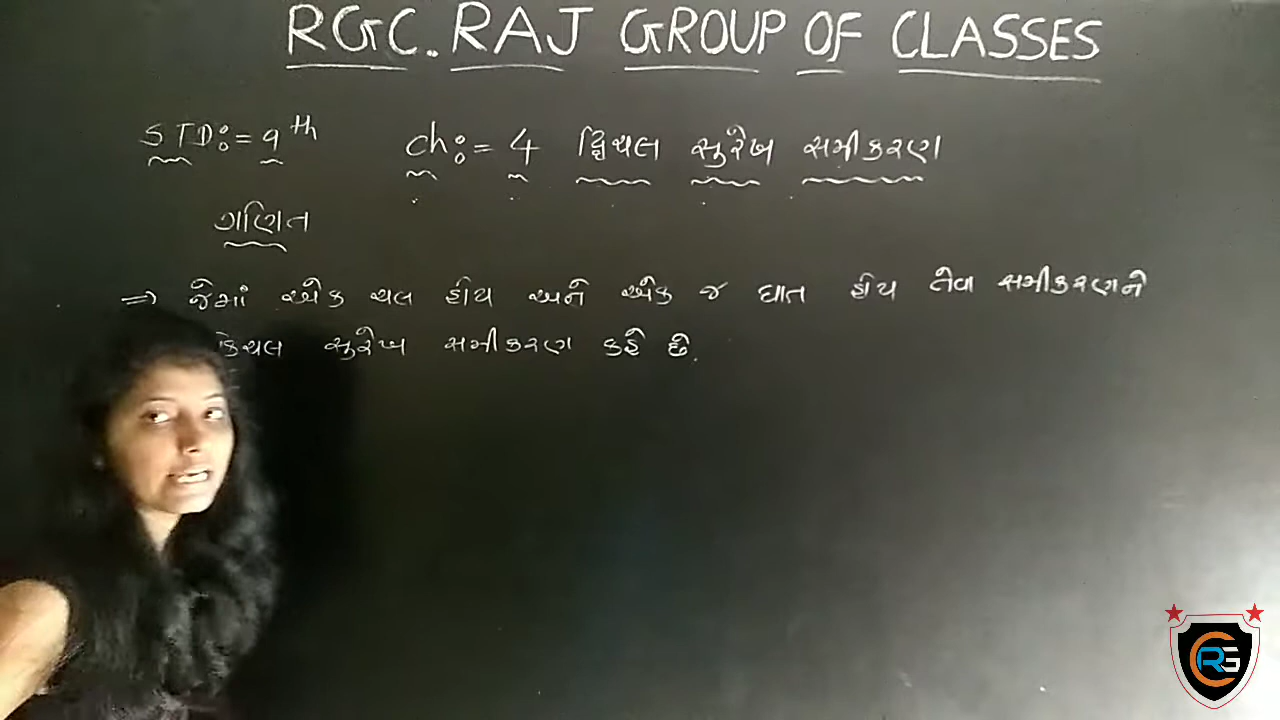 RGC. RAJ GROUP OF CLASSES
STD:= 9th ch:= 4 દ્વિચલ સુરેખ સમીકરણ
ગણિત
⇒ જેમાં એક ચલ હોય અને એક જ ઘાત હોય તેવા સમીકરણને
સુરેખ સમીકરણ કહે છે.
CRG